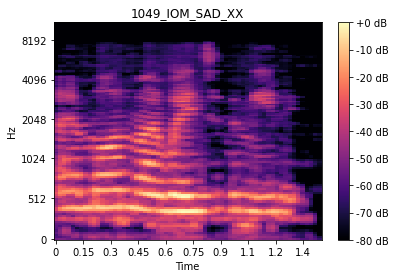 1049_IOM_SAD_XX
+0 dB
8192
-10 dB
4096
-20 dB
-30 dB
2048
Hz
-40 dB
1024
-50 dB
512
-60 dB
-70 dB
0
-80 dB
0 0.15 0.3 0.45 0.6 0.75 0.9 1.1 1.2 1.4
Time